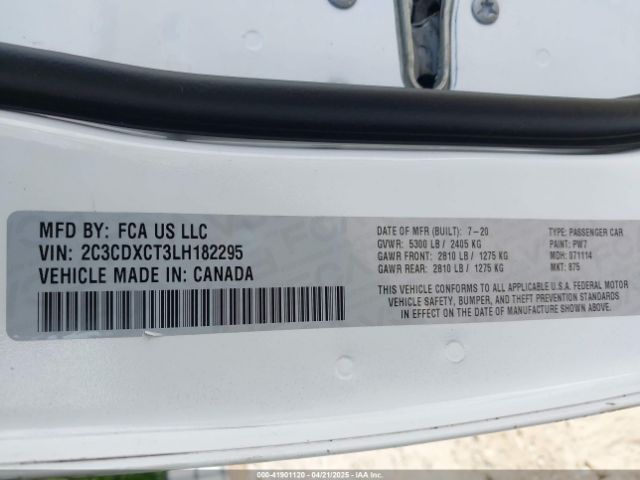 MFD BY: FCA US LLC
VIN: 2C3CDXCT3LH182295
VEHICLE MADE IN: CANADA
DATE OF MFR (BUILT): 7-20
GVWR: 5300 LB / 2405 KG
GAWR FRONT: 2810 LB / 1275 KG
GAWR REAR: 2810 LB / 1275 KG
TYPE: PASSENGER CAR
PAINT: PW7
MDH: 071114
MKT: 875
THIS VEHICLE CONFORMS TO ALL APPLICABLE U.S.A. FEDERAL MOTOR
VEHICLE SAFETY, BUMPER, AND THEFT PREVENTION STANDARDS
IN EFFECT ON THE DATE OF MANUFACTURE SHOWN ABOVE.
000-41901120 - 04/21/2025 - IAAI.COM